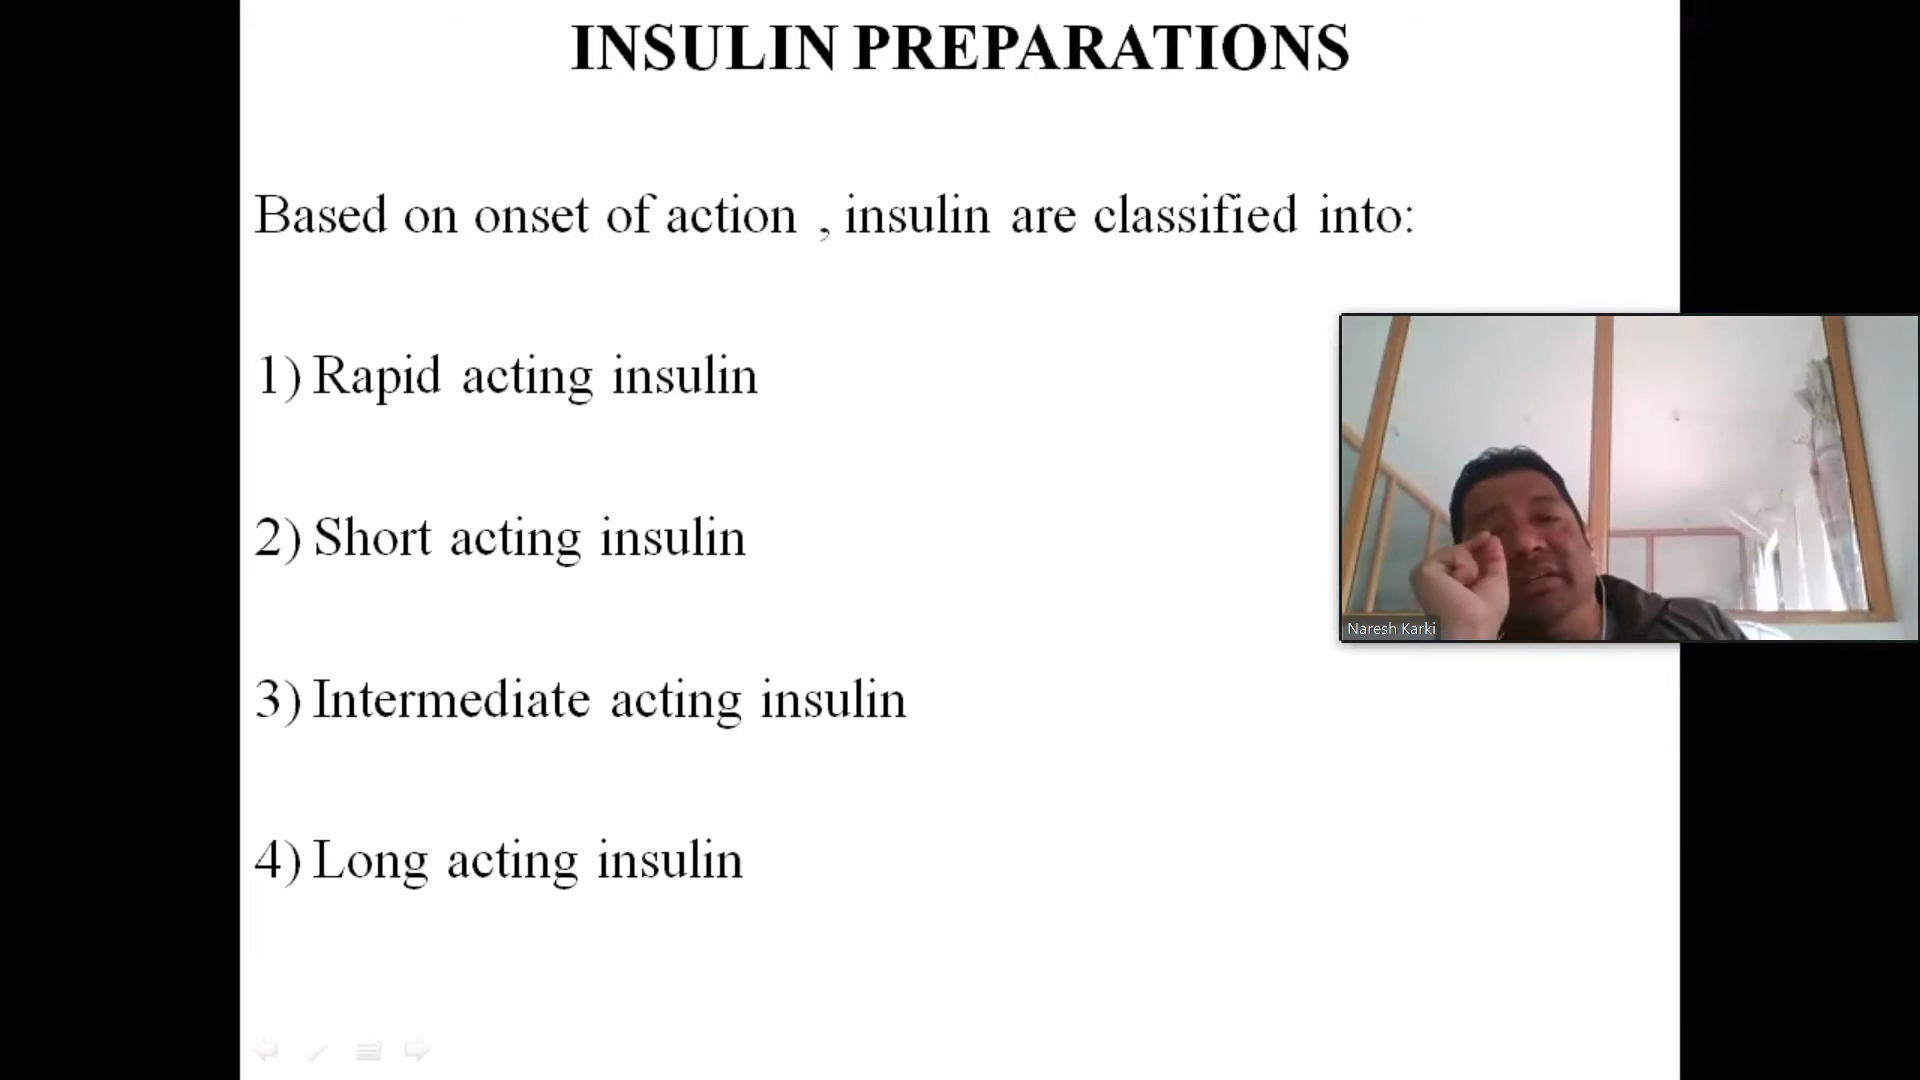 INSULIN PREPARATIONS
Based on onset of action , insulin are classified into:
1) Rapid acting insulin
2) Short acting insulin
3) Intermediate acting insulin
4) Long acting insulin
Naresh Karki